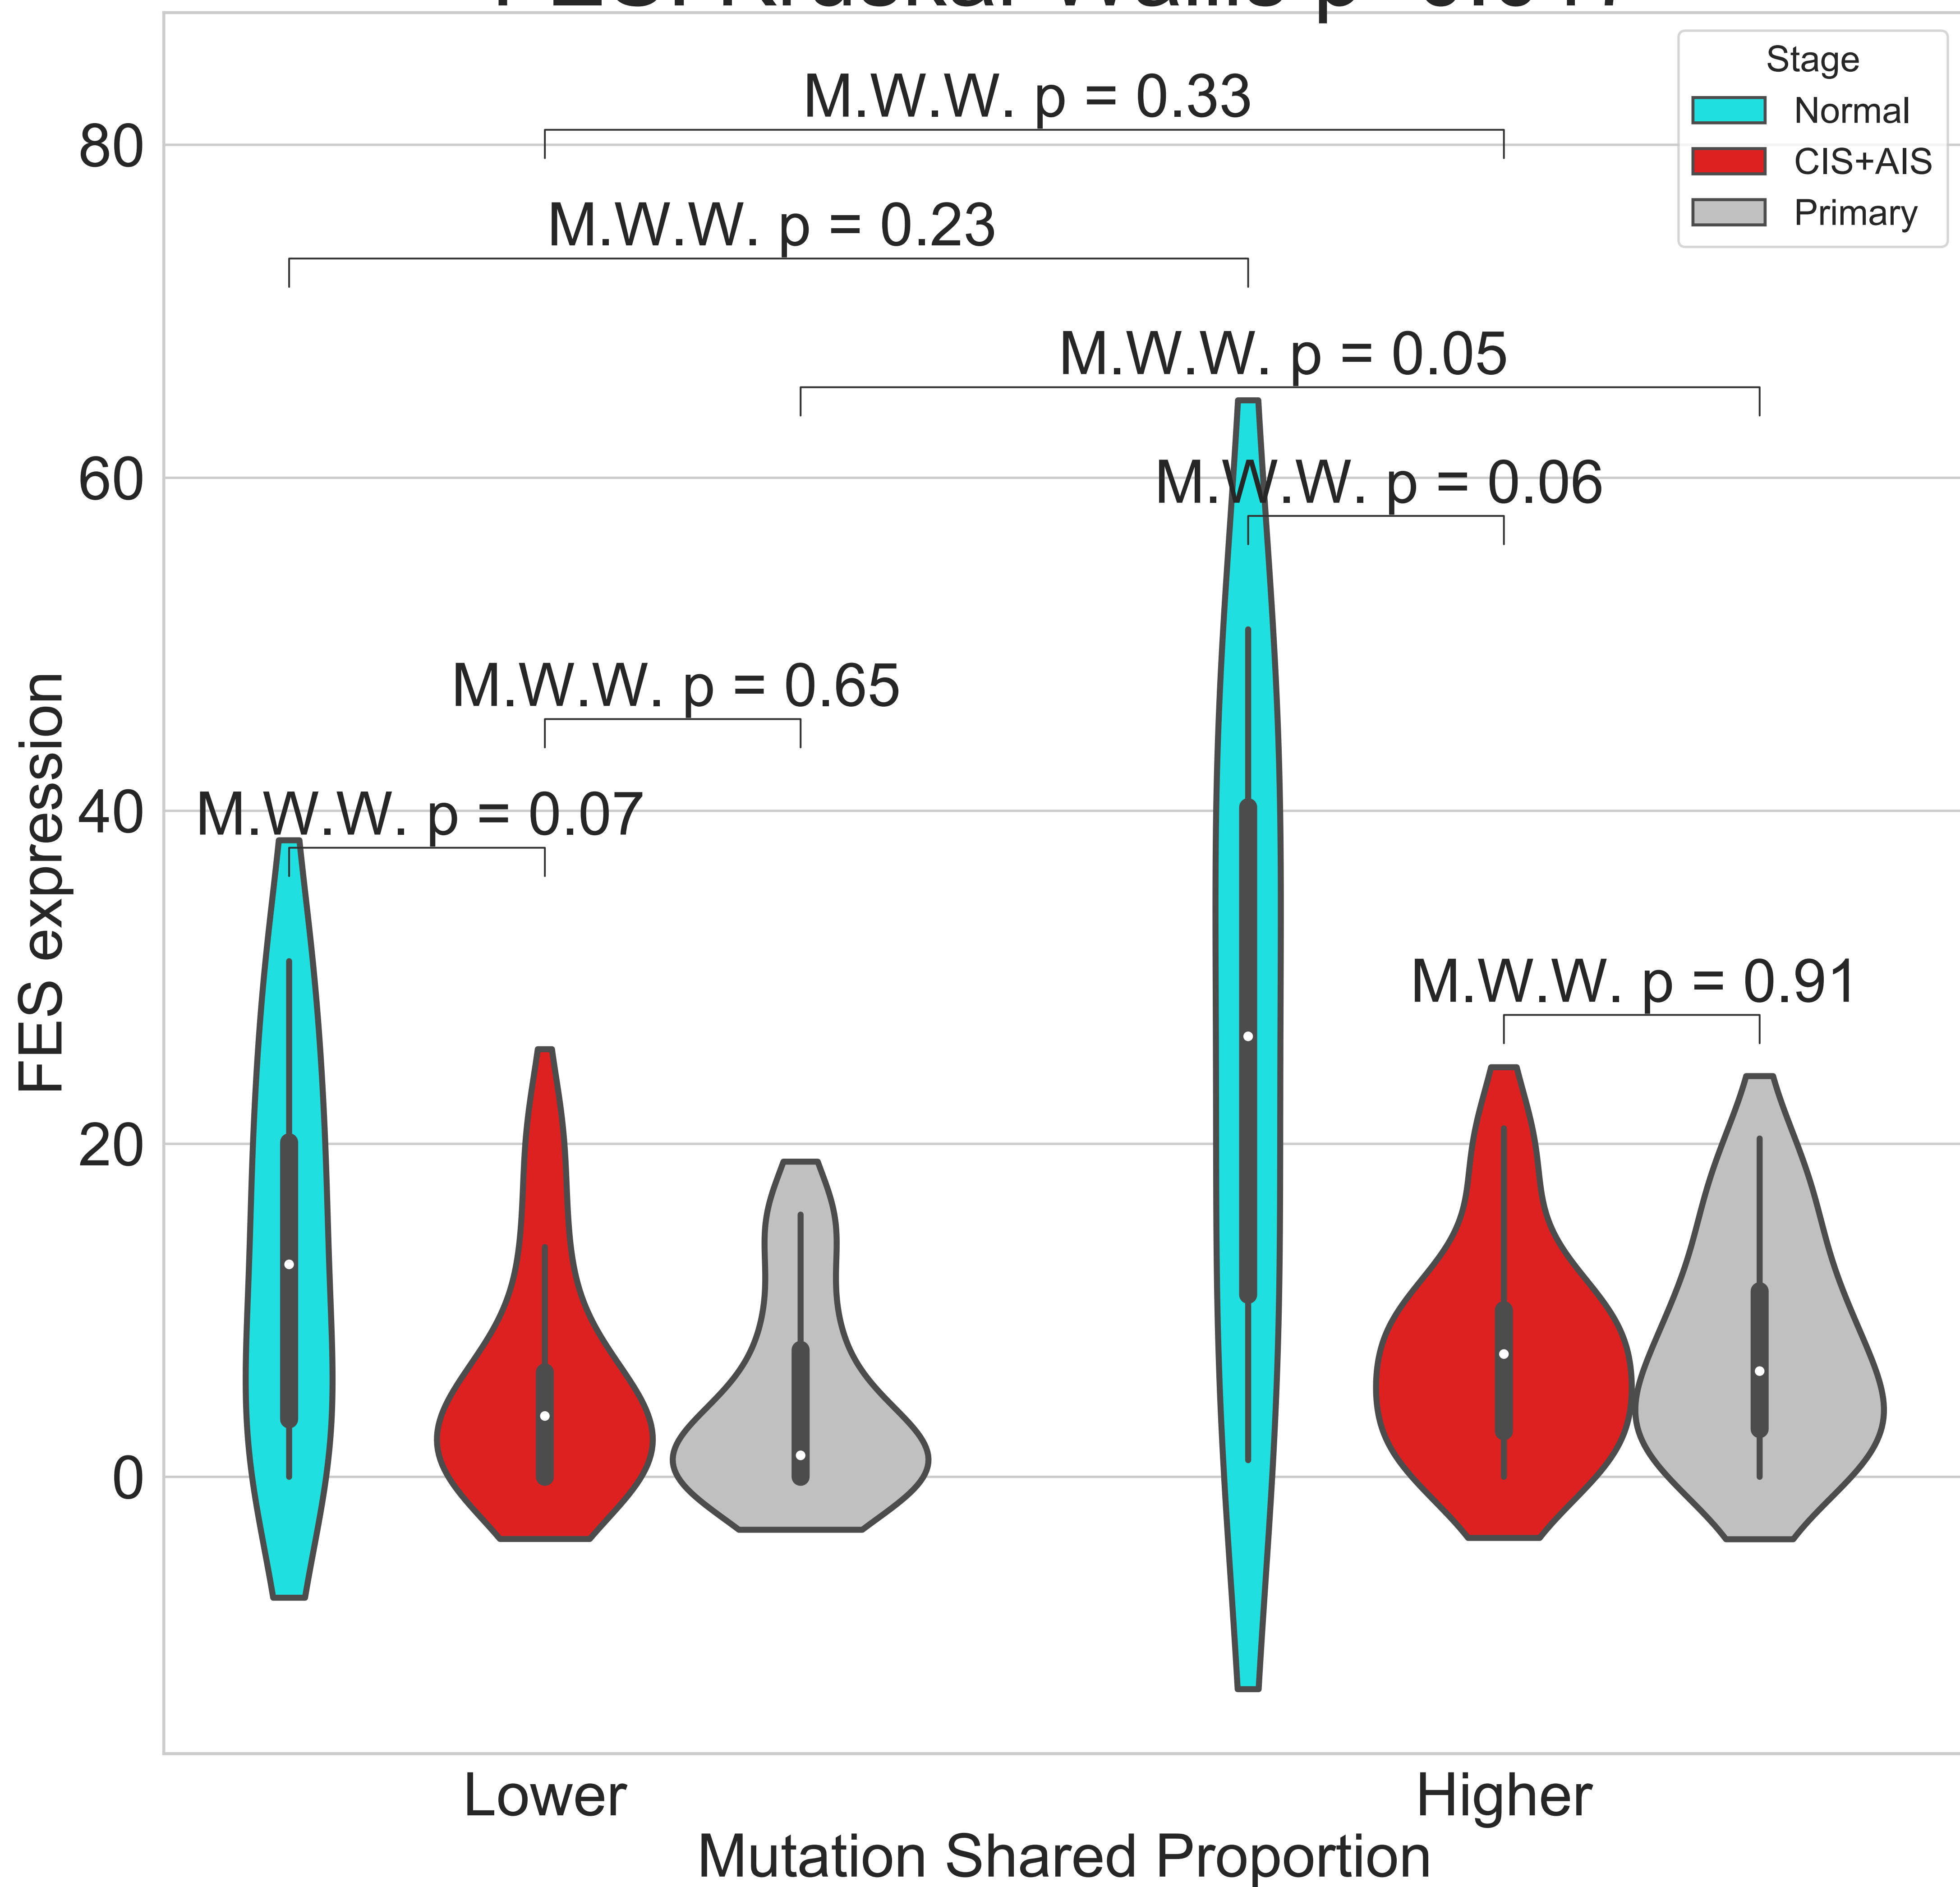 Stage
Normal
CIS+AIS
Primary
M.W.W. p = 0.33
80
M.W.W. p = 0.23
M.W.W. p = 0.05
60
M.W.W. p = 0.06
M.W.W. p = 0.65
40
M.W.W. p = 0.07
FES expression
M.W.W. p = 0.91
20
0
Lower
Higher
Mutation Shared Proportion